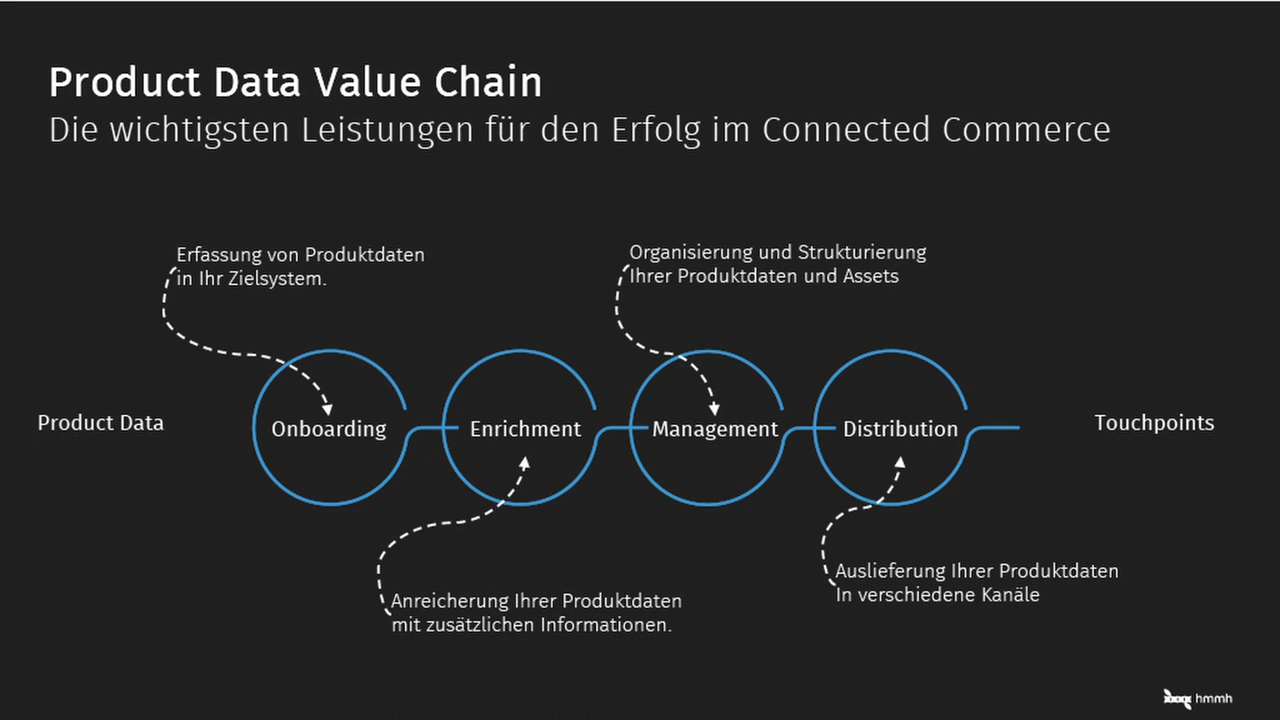 Product Data Value Chain
Die wichtigsten Leistungen für den Erfolg im Connected Commerce
Erfassung von Produktdaten
in Ihr Zielsystem.
Organisierung und Strukturierung
Ihrer Produktdaten und Assets
Product Data
Onboarding
Enrichment
Management
Distribution
Touchpoints
Anreicherung Ihrer Produktdaten
mit zusätzlichen Informationen.
Auslieferung Ihrer Produktdaten
In verschiedene Kanäle
hmmh